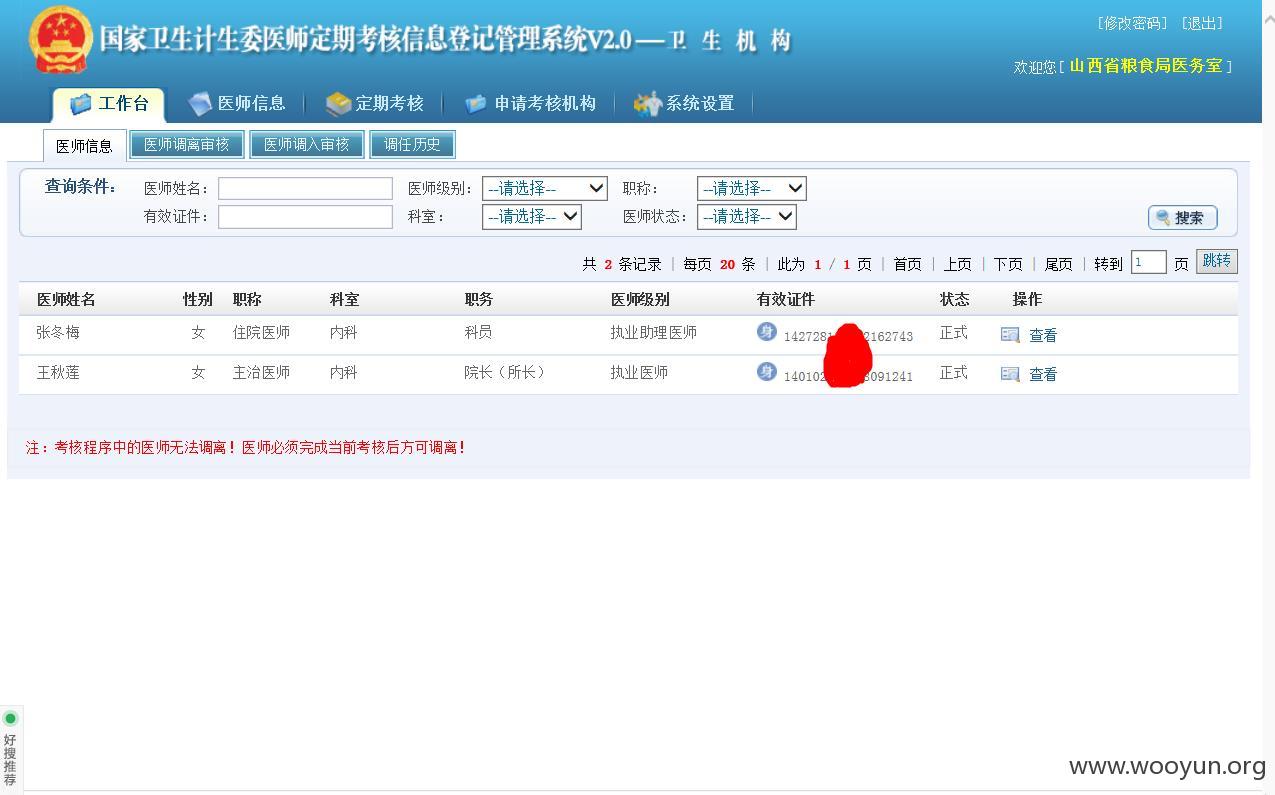 国家卫生计生委医师定期考核信息登记管理系统V2.0 — 卫 生 机 构
[修改密码] [退出]
欢迎您[ 山西省粮食局医务室 ]
工作台 医师信息 定期考核 申请考核机构 系统设置
医师信息 医师调离审核 医师调入审核 调任历史
查询条件： 医师姓名： 医师级别： --请选择-- 职称： --请选择--
有效证件： 科室： --请选择-- 医师状态： --请选择-- 搜索
共 2 条记录 | 每页 20 条 | 此为 1 / 1 页 | 首页 | 上页 | 下页 | 尾页 | 转到 1 页 跳转
医师姓名 性别 职称 科室 职务 医师级别 有效证件 状态 操作
张冬梅 女 住院医师 内科 科员 执业助理医师 身 142728 2162743 正式 查看
王秋莲 女 主治医师 内科 院长（所长） 执业医师 身 14010 091241 正式 查看
注：考核程序中的医师无法调离！医师必须完成当前考核后方可调离！
好搜推荐
www.wooyun.org